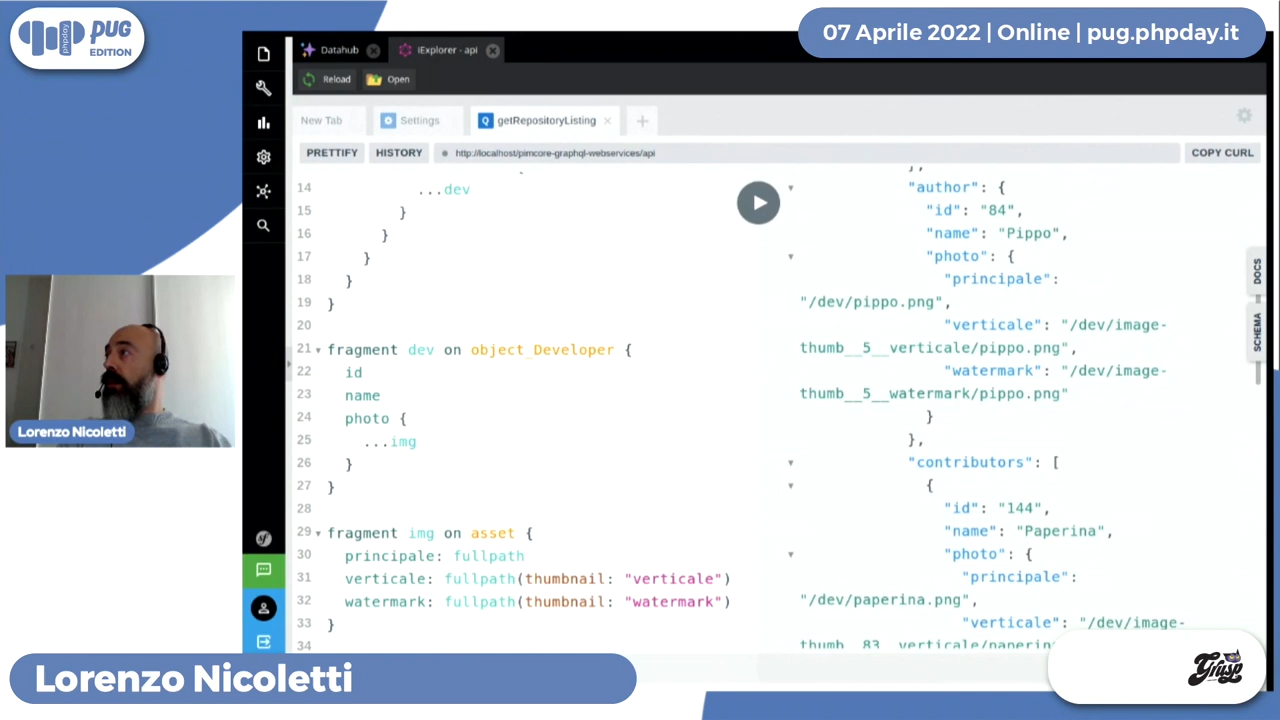 phpday
PUG
EDITION
07 Aprile 2022 | Online | pug.phpday.it
Datahub
iExplorer - api
Reload
Open
New Tab
Settings
Q
getRepositoryListing
PRETTIFY
HISTORY
http://localhost/pimcore-graphql-webservices/api
COPY CURL
14 ...dev
15 }
16 }
17 }
18 }
19 }
20
21 fragment dev on object_Developer {
22 id
23 name
24 photo {
25 ...img
26 }
27 }
28
29 fragment img on asset {
30 principale: fullpath
31 verticale: fullpath(thumbnail: "verticale")
32 watermark: fullpath(thumbnail: "watermark")
33 }
34
},
"author": {
"id": "84",
"name": "Pippo",
"photo": {
"principale":
"/dev/pippo.png",
"verticale": "/dev/image-
thumb__5__verticale/pippo.png",
"watermark": "/dev/image-
thumb__5__watermark/pippo.png"
}
},
"contributors": [
{
"id": "144",
"name": "Paperina",
"photo": {
"principale":
"/dev/paperina.png",
"verticale": "/dev/image-
thumb__83__verticale/paperina
DOCS
SCHEMA
Lorenzo Nicoletti
Lorenzo Nicoletti
Grusp